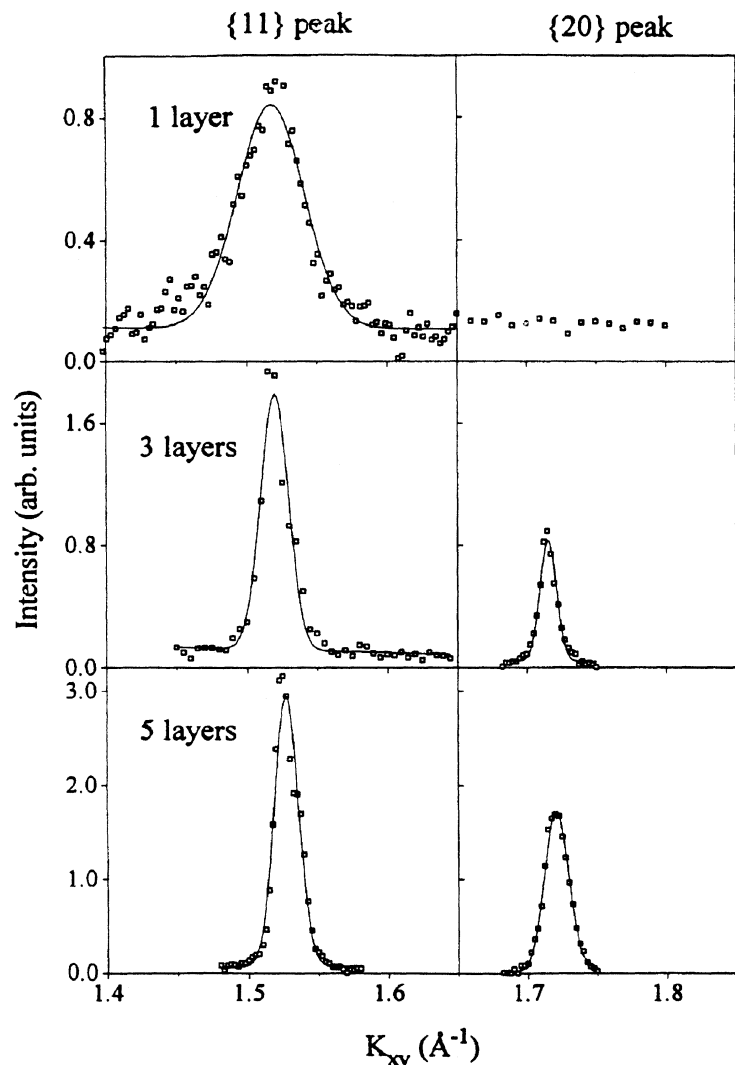 {11} peak {20} peak
1 layer
0.8
0.4
0.0
3 layers
1.6
0.8
0.0
5 layers
3.0
2.0
1.0
0.0
1.4 1.5 1.6 1.7 1.8
Intensity (arb. units)
K_xy (Å⁻¹)